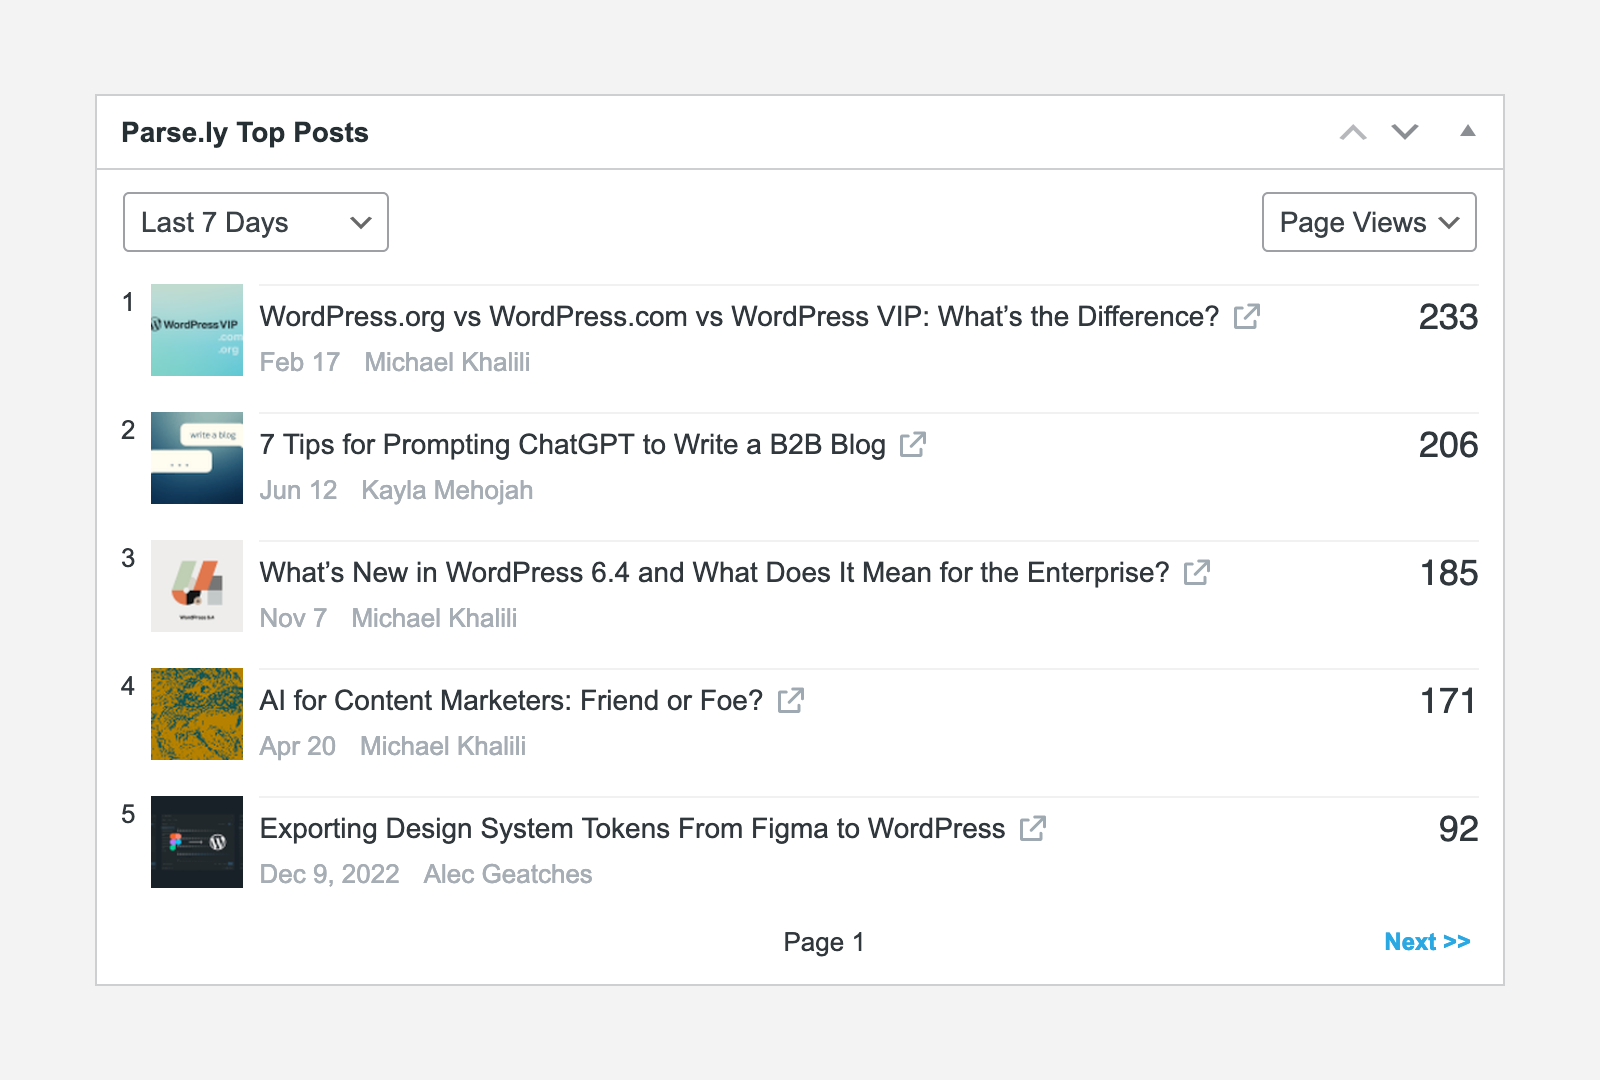 Parse.ly Top Posts
Last 7 Days
Page Views
1
WordPress VIP
.com
.org
WordPress.org vs WordPress.com vs WordPress VIP: What’s the Difference?
233
Feb 17 Michael Khalili
2
write a blog
7 Tips for Prompting ChatGPT to Write a B2B Blog
206
Jun 12 Kayla Mehojah
3
WordPress 6.4
What’s New in WordPress 6.4 and What Does It Mean for the Enterprise?
185
Nov 7 Michael Khalili
4
AI for Content Marketers: Friend or Foe?
171
Apr 20 Michael Khalili
5
Exporting Design System Tokens From Figma to WordPress
92
Dec 9, 2022 Alec Geatches
Page 1
Next >>